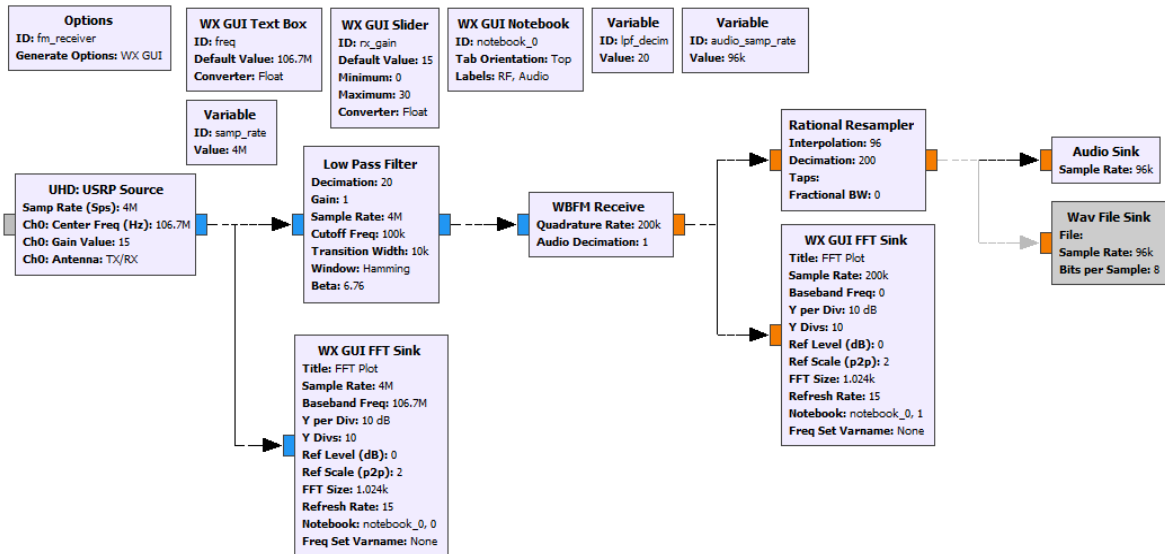 Options
ID: fm_receiver
Generate Options: WX GUI
WX GUI Text Box
ID: freq
Default Value: 106.7M
Converter: Float
WX GUI Slider
ID: rx_gain
Default Value: 15
Minimum: 0
Maximum: 30
Converter: Float
WX GUI Notebook
ID: notebook_0
Tab Orientation: Top
Labels: RF, Audio
Variable
ID: lpf_decim
Value: 20
Variable
ID: audio_samp_rate
Value: 96k
Variable
ID: samp_rate
Value: 4M
UHD: USRP Source
Samp Rate (Sps): 4M
Ch0: Center Freq (Hz): 106.7M
Ch0: Gain Value: 15
Ch0: Antenna: TX/RX
Low Pass Filter
Decimation: 20
Gain: 1
Sample Rate: 4M
Cutoff Freq: 100k
Transition Width: 10k
Window: Hamming
Beta: 6.76
WBFM Receive
Quadrature Rate: 200k
Audio Decimation: 1
Rational Resampler
Interpolation: 96
Decimation: 200
Taps:
Fractional BW: 0
Audio Sink
Sample Rate: 96k
Wav File Sink
File:
Sample Rate: 96k
Bits per Sample: 8
WX GUI FFT Sink
Title: FFT Plot
Sample Rate: 200k
Baseband Freq: 0
Y per Div: 10 dB
Y Divs: 10
Ref Level (dB): 0
Ref Scale (p2p): 2
FFT Size: 1.024k
Refresh Rate: 15
Notebook: notebook_0, 1
Freq Set Varname: None
WX GUI FFT Sink
Title: FFT Plot
Sample Rate: 4M
Baseband Freq: 106.7M
Y per Div: 10 dB
Y Divs: 10
Ref Level (dB): 0
Ref Scale (p2p): 2
FFT Size: 1.024k
Refresh Rate: 15
Notebook: notebook_0, 0
Freq Set Varname: None